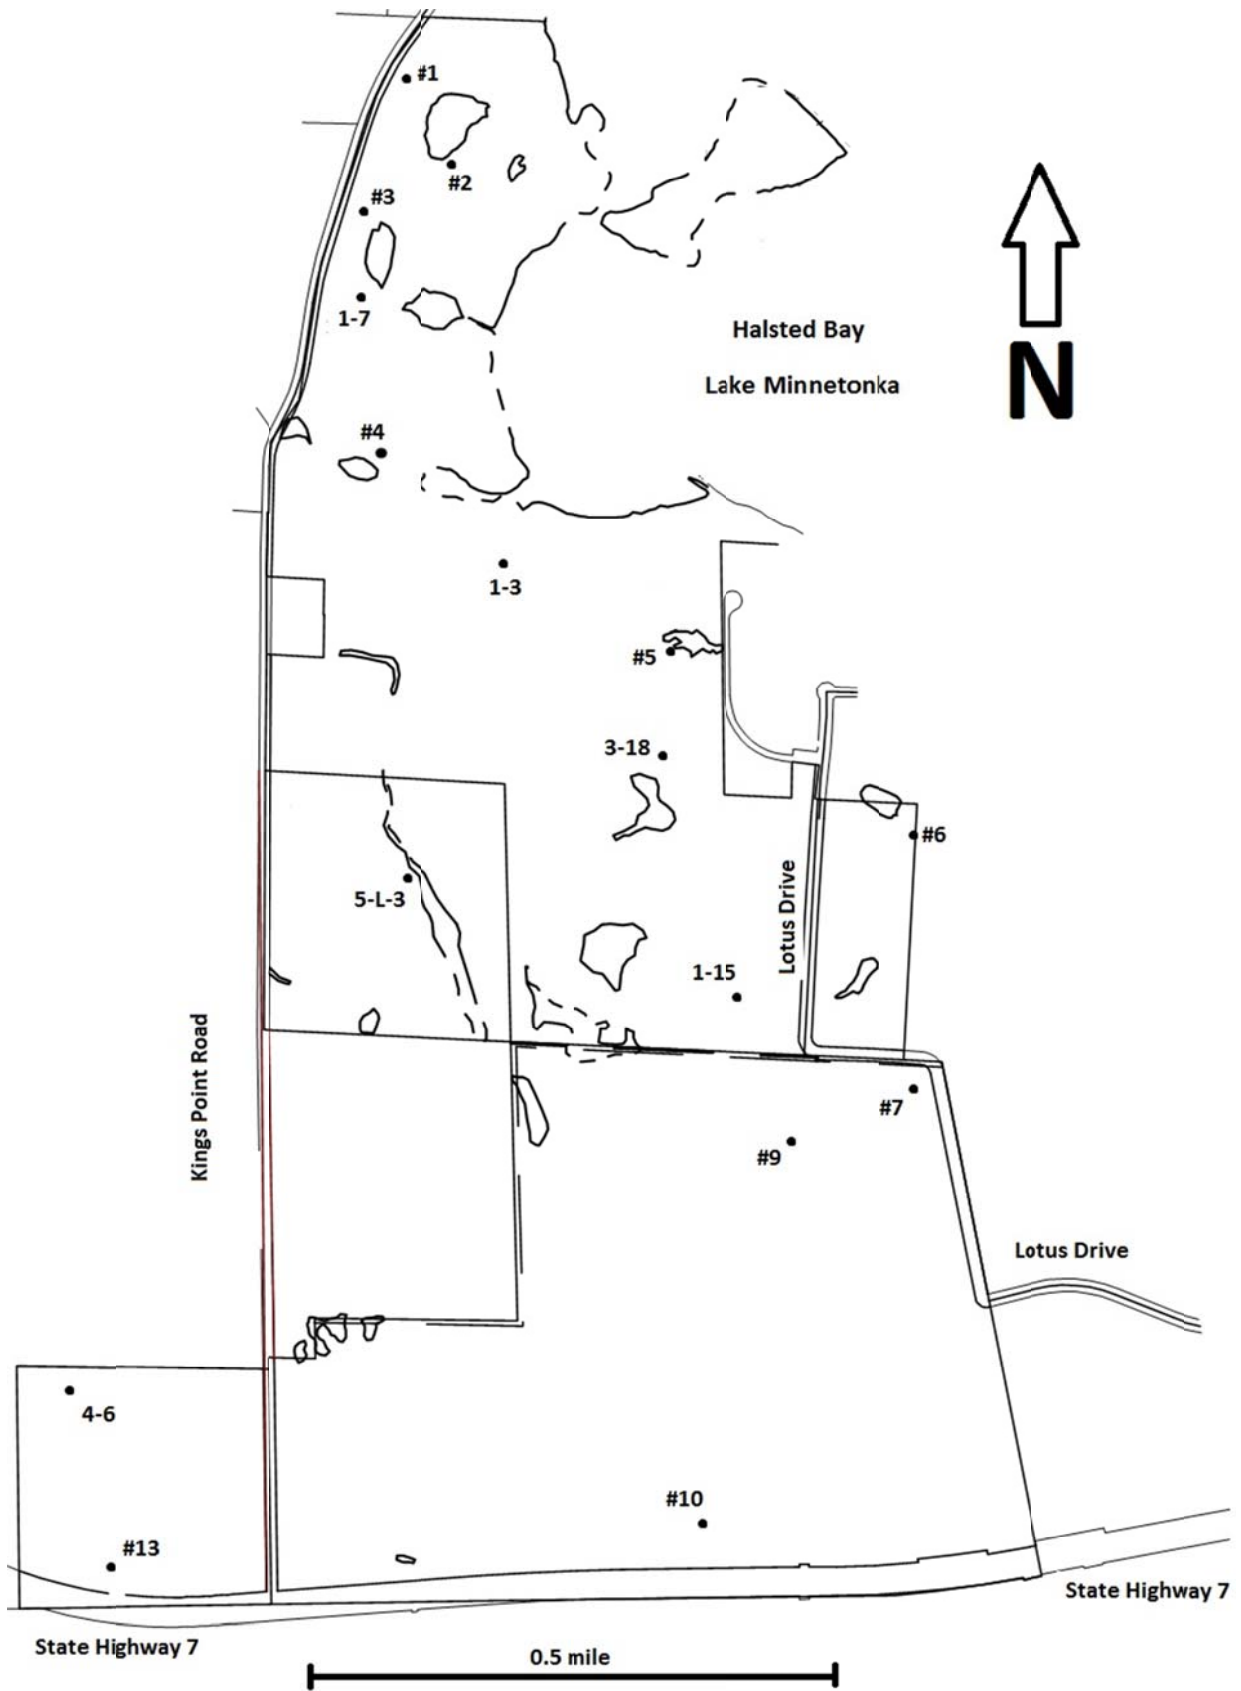 #1
#2
#3
1-7
Halsted Bay
Lake Minnetonka
N
#4
1-3
#5
3-18
#6
Lotus Drive
5-L-3
1-15
Kings Point Road
#7
#9
Lotus Drive
4-6
#10
#13
State Highway 7
State Highway 7
0.5 mile